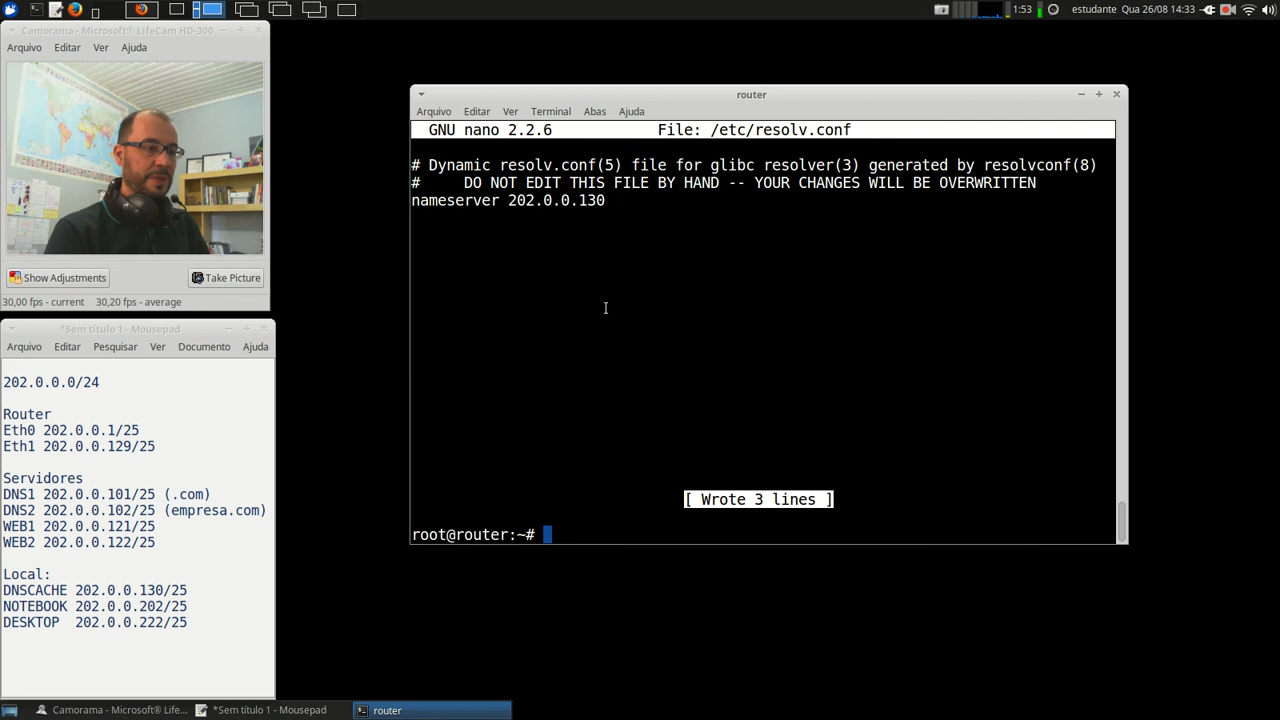 1:53
estudante Qua 26/08 14:33
Camorama - Microsoft® LifeCam HD-300
Arquivo Editar Ver Ajuda
Show Adjustments
Take Picture
30,00 fps - current 30,20 fps - average
*Sem título 1 - Mousepad
Arquivo Editar Pesquisar Ver Documento Ajuda
202.0.0.0/24
Router
Eth0 202.0.0.1/25
Eth1 202.0.0.129/25
Servidores
DNS1 202.0.0.101/25 (.com)
DNS2 202.0.0.102/25 (empresa.com)
WEB1 202.0.0.121/25
WEB2 202.0.0.122/25
Local:
DNSCACHE 202.0.0.130/25
NOTEBOOK 202.0.0.202/25
DESKTOP 202.0.0.222/25
router
Arquivo Editar Ver Terminal Abas Ajuda
GNU nano 2.2.6 File: /etc/resolv.conf
# Dynamic resolv.conf(5) file for glibc resolver(3) generated by resolvconf(8)
# DO NOT EDIT THIS FILE BY HAND -- YOUR CHANGES WILL BE OVERWRITTEN
nameserver 202.0.0.130
[ Wrote 3 lines ]
root@router:~#
Camorama - Microsoft® Life...
*Sem título 1 - Mousepad
router